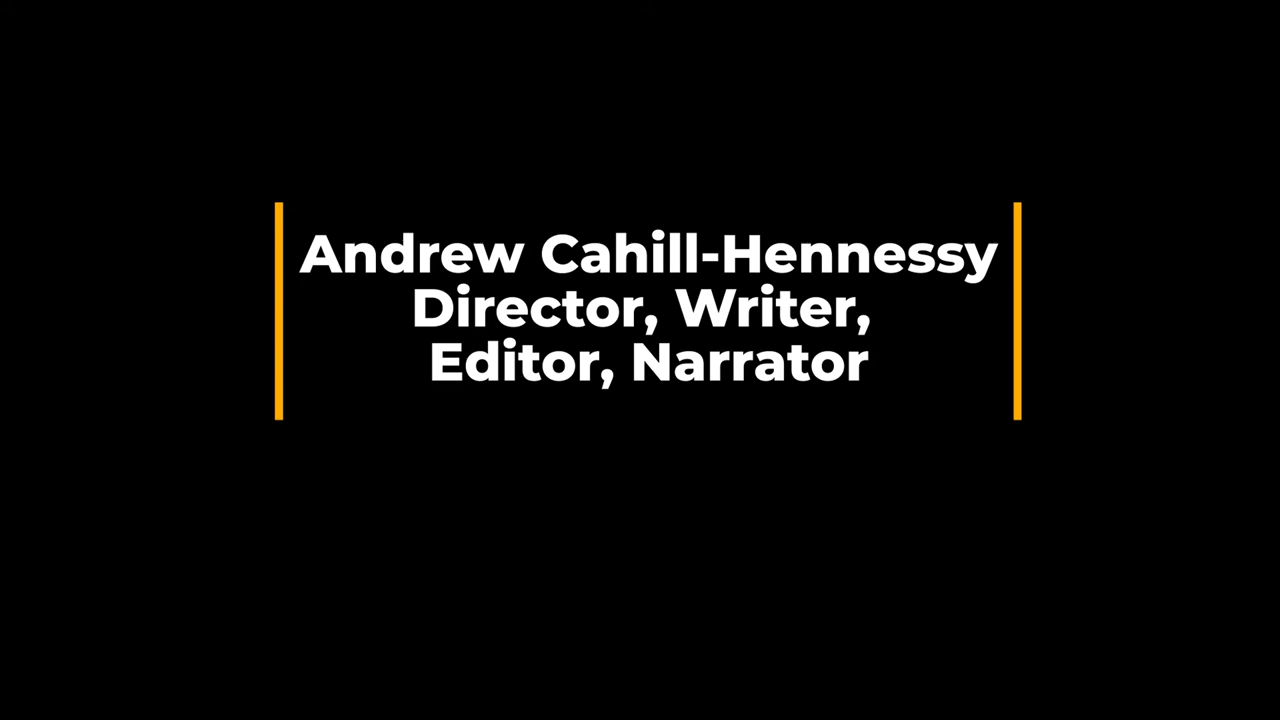 Andrew Cahill-Hennessy
Director, Writer,
Editor, Narrator